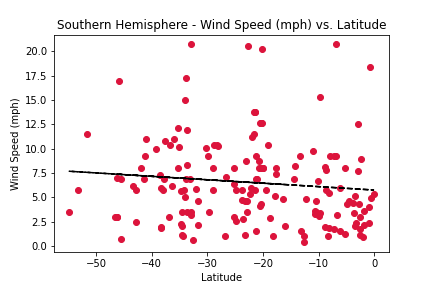 Southern Hemisphere - Wind Speed (mph) vs. Latitude
20.0
17.5
15.0
12.5
10.0
7.5
5.0
2.5
0.0
Wind Speed (mph)
−50 −40 −30 −20 −10 0
Latitude